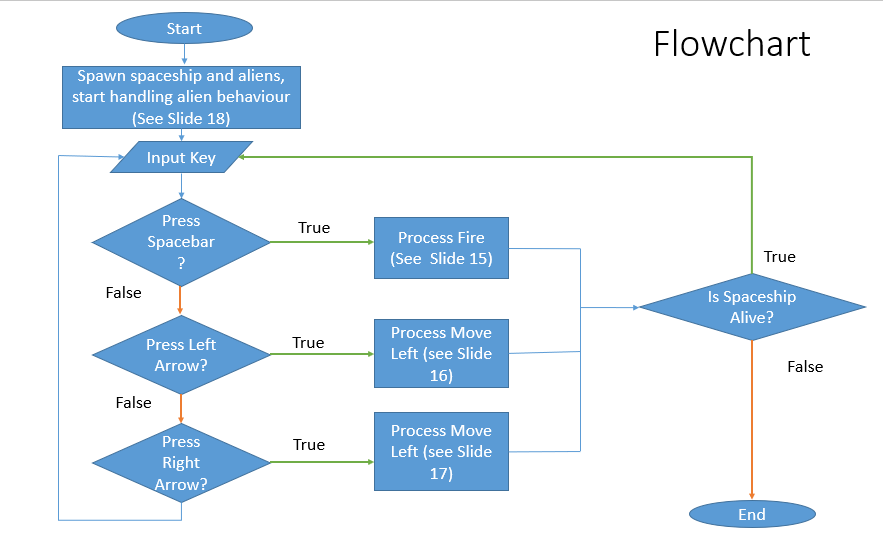 Flowchart
Start
Spawn spaceship and aliens,
start handling alien behaviour
(See Slide 18)
Input Key
Press
Spacebar
?
True
Process Fire
(See  Slide 15)
True
Is Spaceship
Alive?
False
Press Left
Arrow?
True
Process Move
Left (see Slide
16)
False
False
Press
Right
Arrow?
True
Process Move
Left (see Slide
17)
End